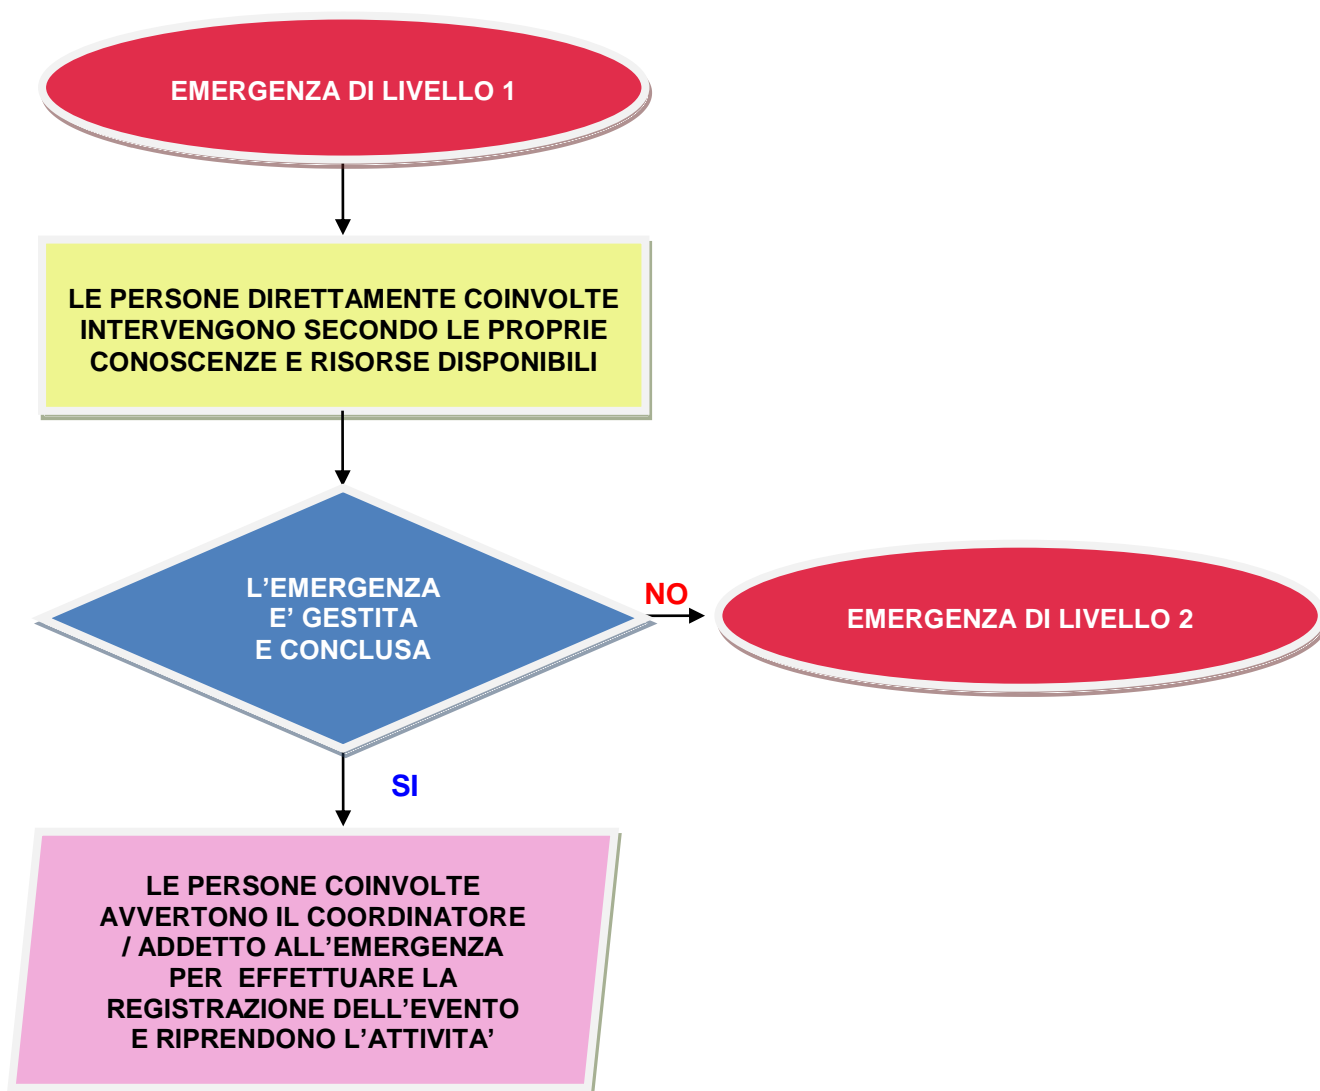 EMERGENZA DI LIVELLO 1
LE PERSONE DIRETTAMENTE COINVOLTE
INTERVENGONO SECONDO LE PROPRIE
CONOSCENZE E RISORSE DISPONIBILI
L’EMERGENZA
E’ GESTITA
E CONCLUSA
NO
EMERGENZA DI LIVELLO 2
SI
LE PERSONE COINVOLTE
AVVERTONO IL COORDINATORE
/ ADDETTO ALL’EMERGENZA
PER EFFETTUARE LA
REGISTRAZIONE DELL’EVENTO
E RIPRENDONO L’ATTIVITA’